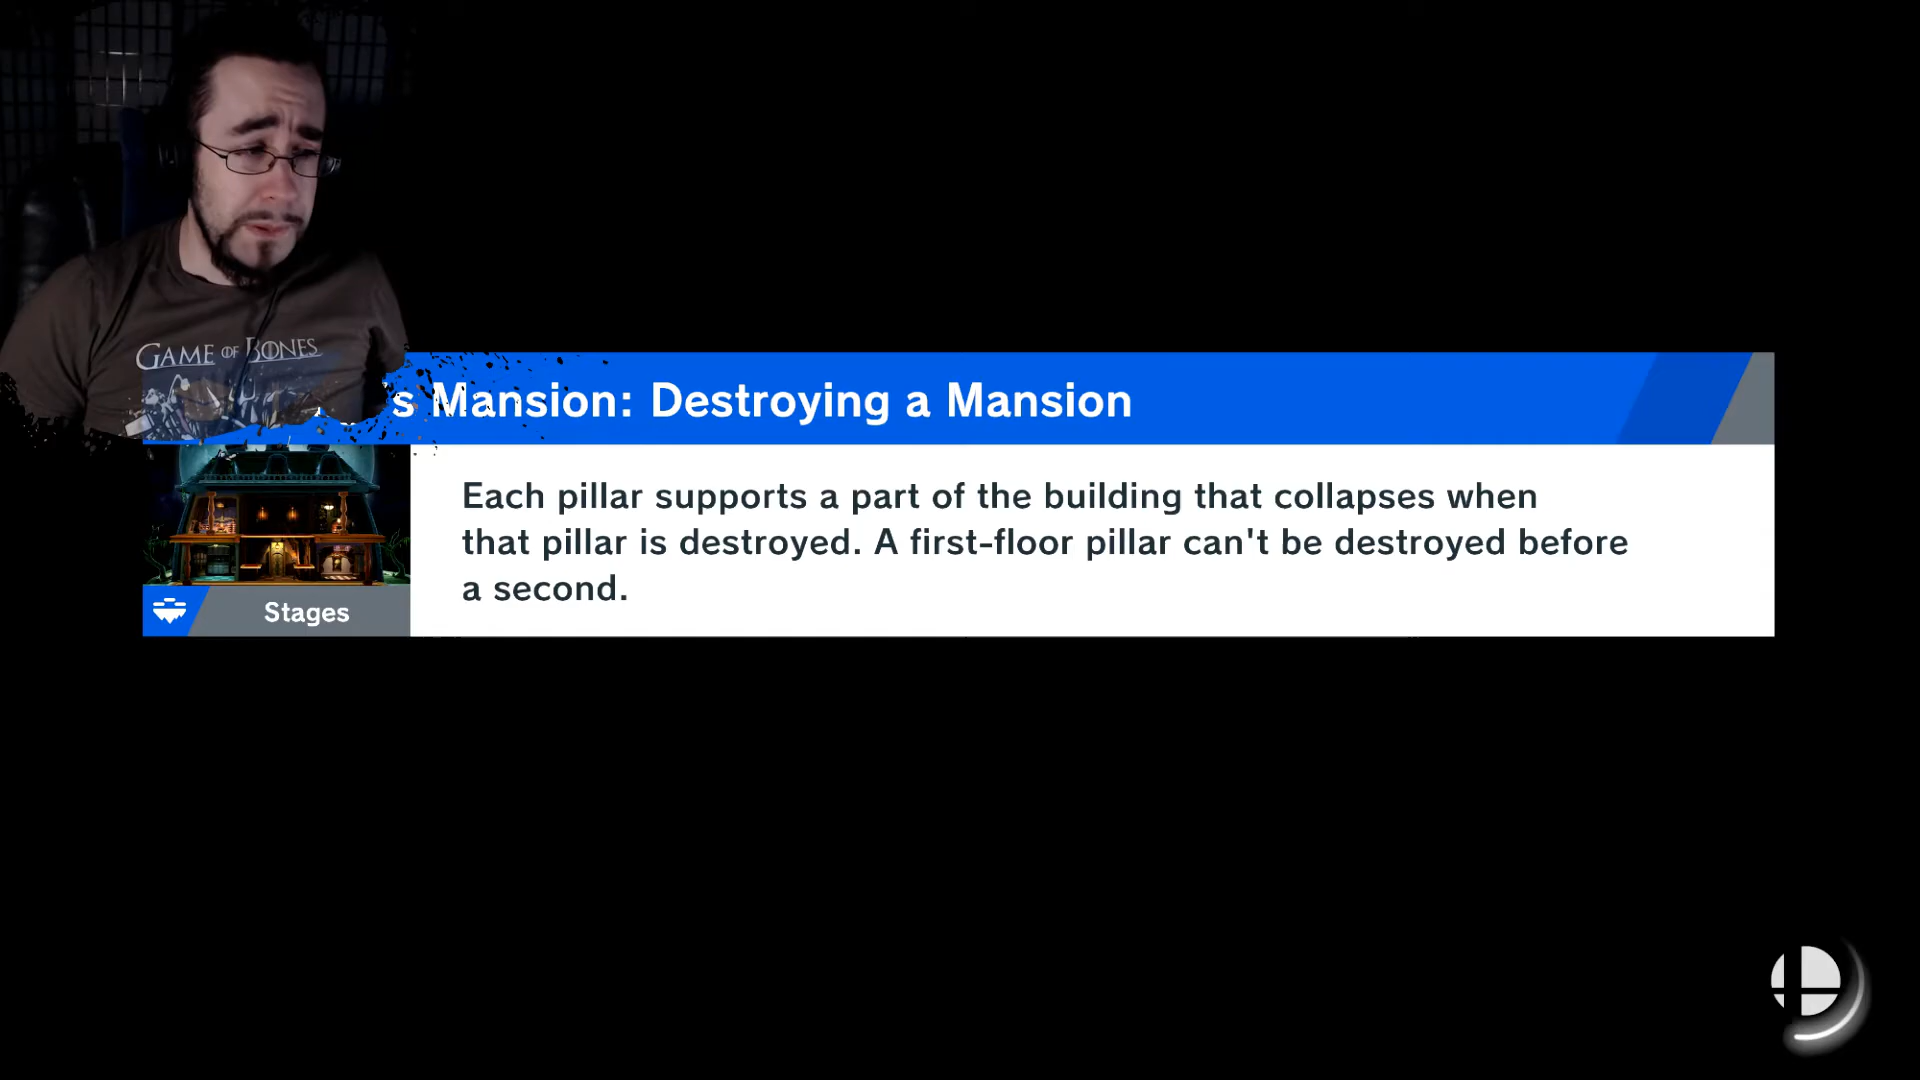 GAME OF BONES
's Mansion: Destroying a Mansion
Each pillar supports a part of the building that collapses when
that pillar is destroyed. A first-floor pillar can't be destroyed before
a second.
Stages